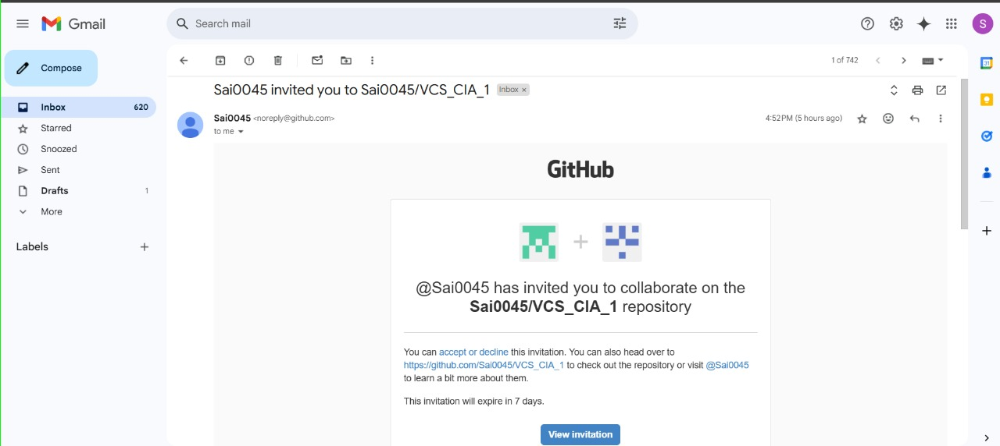 Gmail
Search mail
S
Compose
1 of 742
31
Inbox 620
Starred
Snoozed
Sent
Drafts 1
More
Labels
Sai0045 invited you to Sai0045/VCS_CIA_1 Inbox ×
Sai0045 <noreply@github.com> 4:52 PM (5 hours ago)
to me
GitHub
@Sai0045 has invited you to collaborate on the
Sai0045/VCS_CIA_1 repository
You can accept or decline this invitation. You can also head over to
https://github.com/Sai0045/VCS_CIA_1 to check out the repository or visit @Sai0045
to learn a bit more about them.
This invitation will expire in 7 days.
View invitation